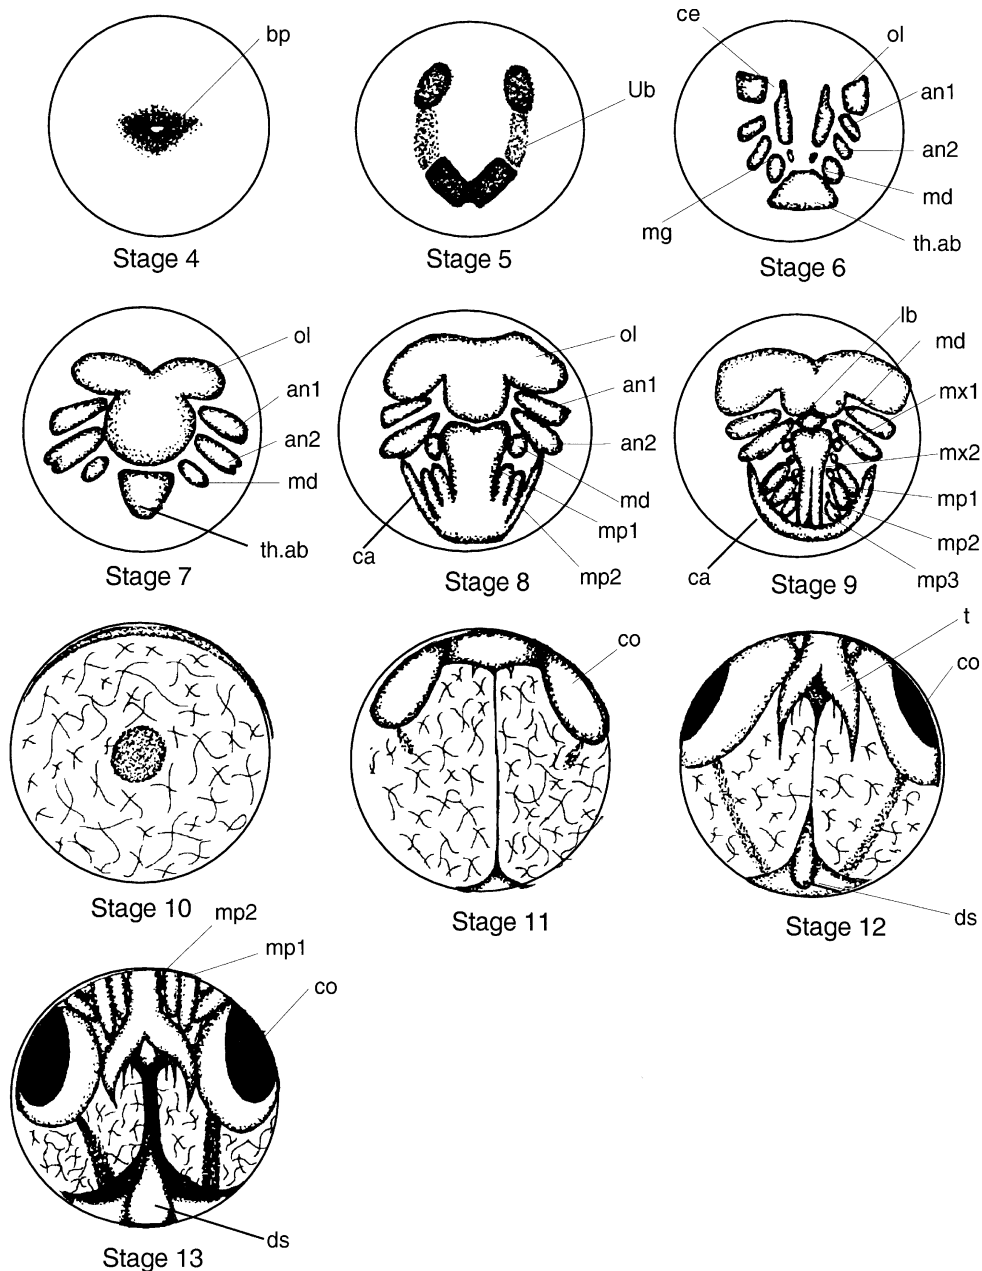 bp
Ub
ce
ol
an1
an2
md
th.ab
mg
Stage 4
Stage 5
Stage 6
ol
an1
an2
md
th.ab
Stage 7
ol
an1
an2
md
mp1
mp2
ca
Stage 8
lb
md
mx1
mx2
mp1
mp2
mp3
ca
Stage 9
Stage 10
co
Stage 11
t
co
ds
Stage 12
mp2
mp1
co
ds
Stage 13